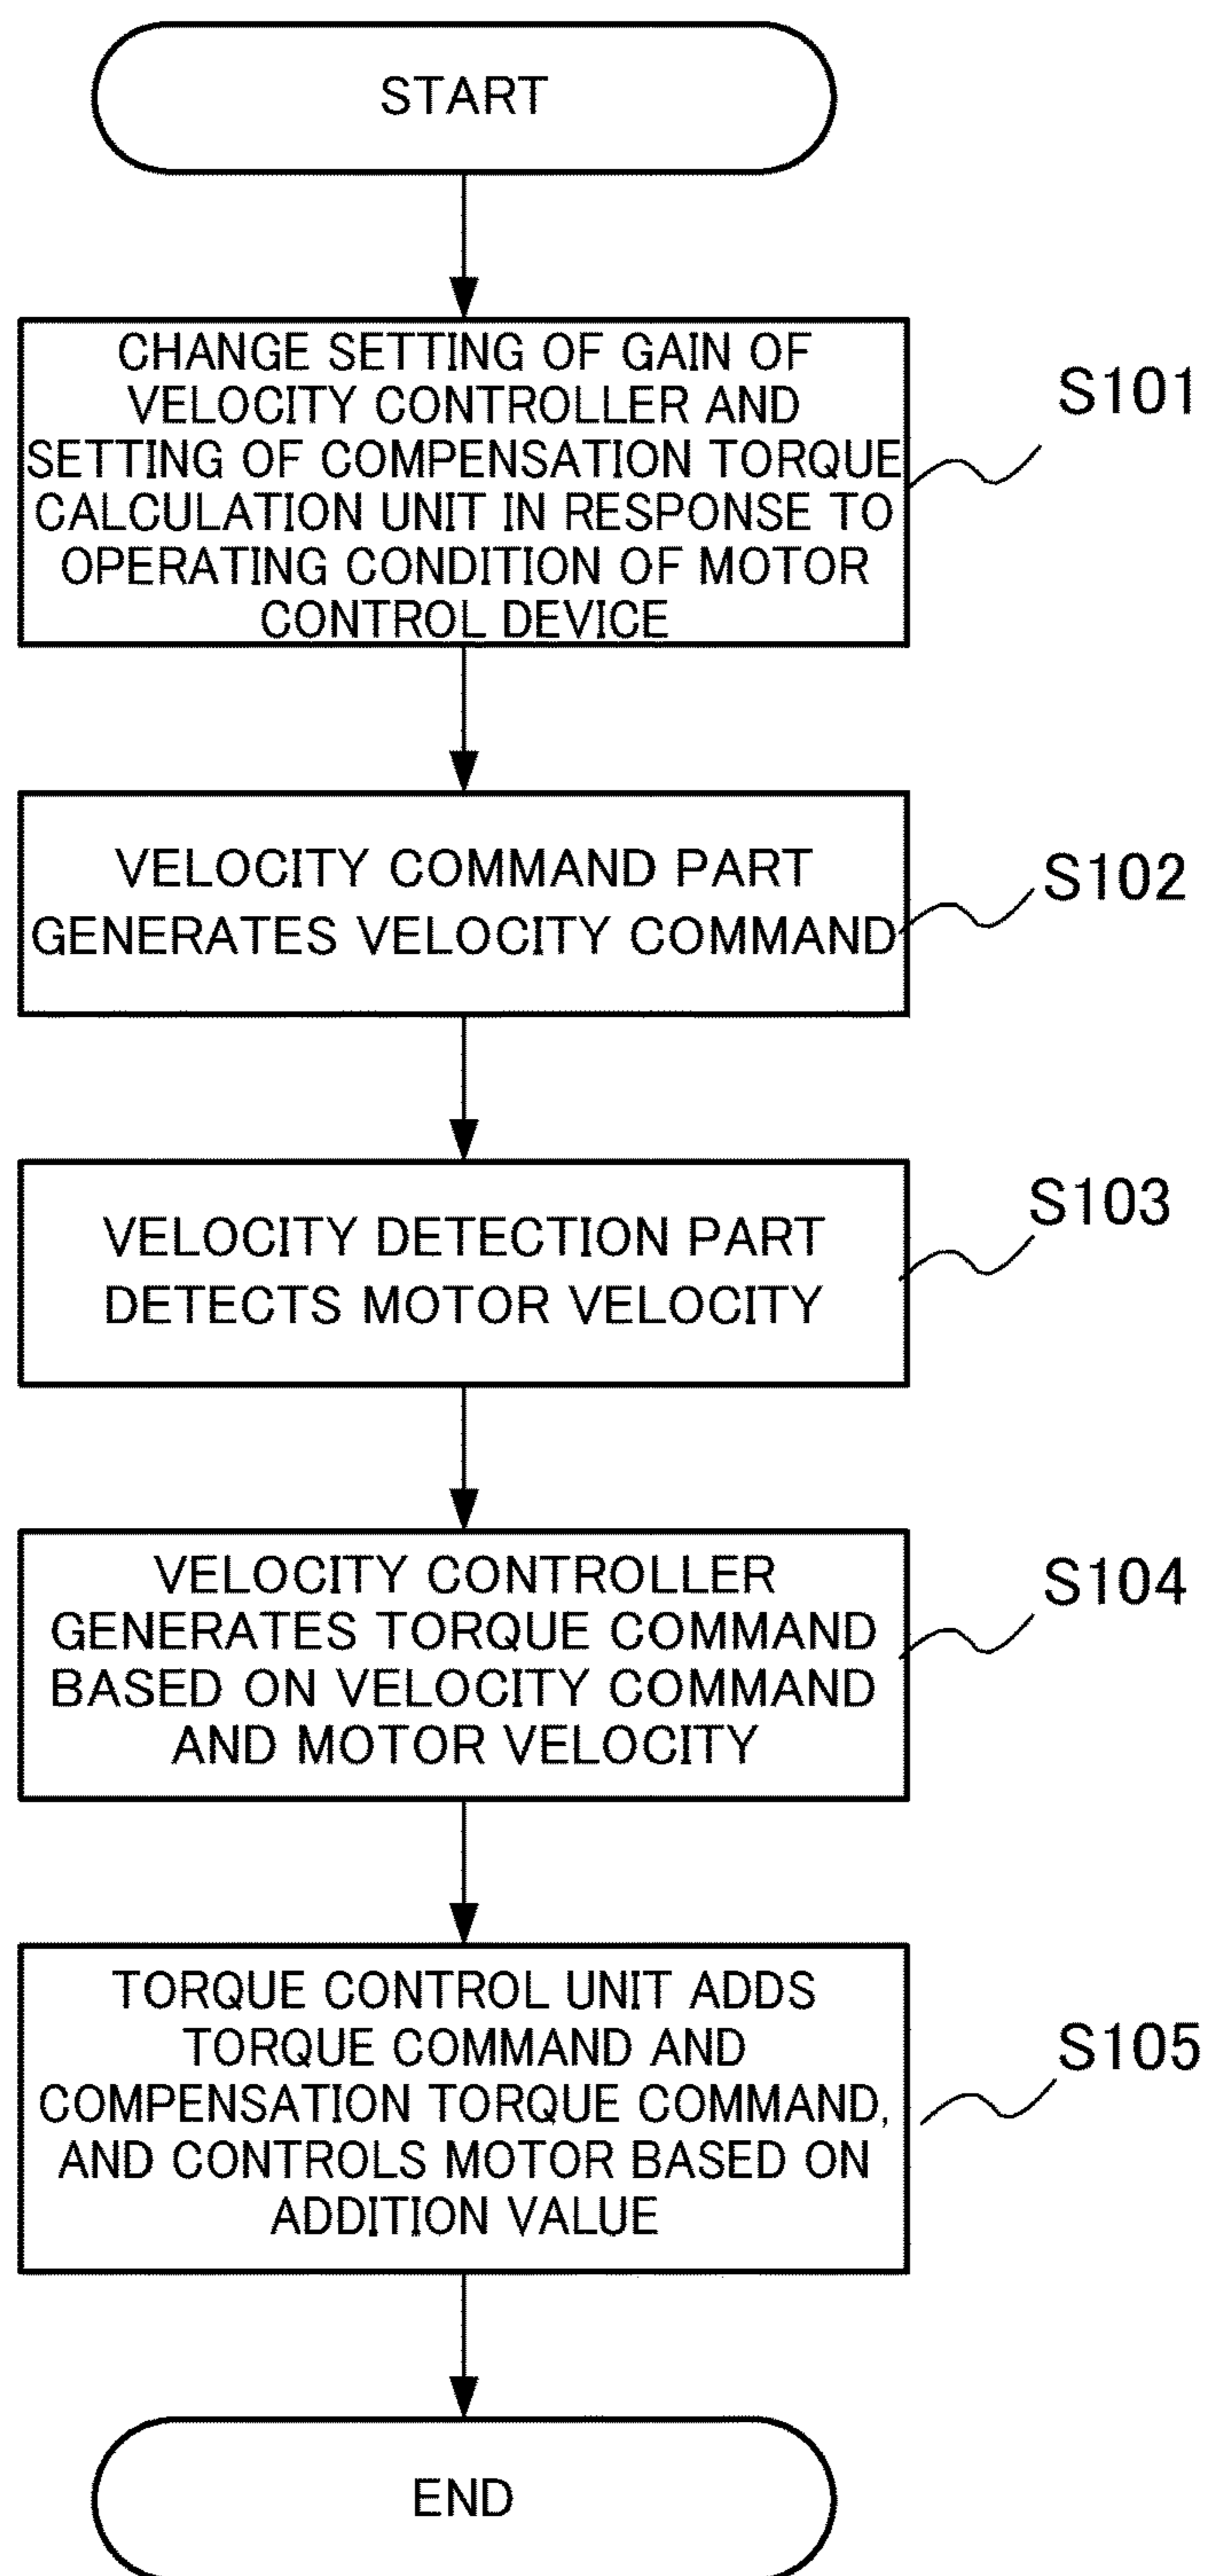 START
CHANGE SETTING OF GAIN OF
VELOCITY CONTROLLER AND
SETTING OF COMPENSATION TORQUE
CALCULATION UNIT IN RESPONSE TO
OPERATING CONDITION OF MOTOR
CONTROL DEVICE
S101
VELOCITY COMMAND PART
GENERATES VELOCITY COMMAND
S102
VELOCITY DETECTION PART
DETECTS MOTOR VELOCITY
S103
VELOCITY CONTROLLER
GENERATES TORQUE COMMAND
BASED ON VELOCITY COMMAND
AND MOTOR VELOCITY
S104
TORQUE CONTROL UNIT ADDS
TORQUE COMMAND AND
COMPENSATION TORQUE COMMAND,
AND CONTROLS MOTOR BASED ON
ADDITION VALUE
S105
END